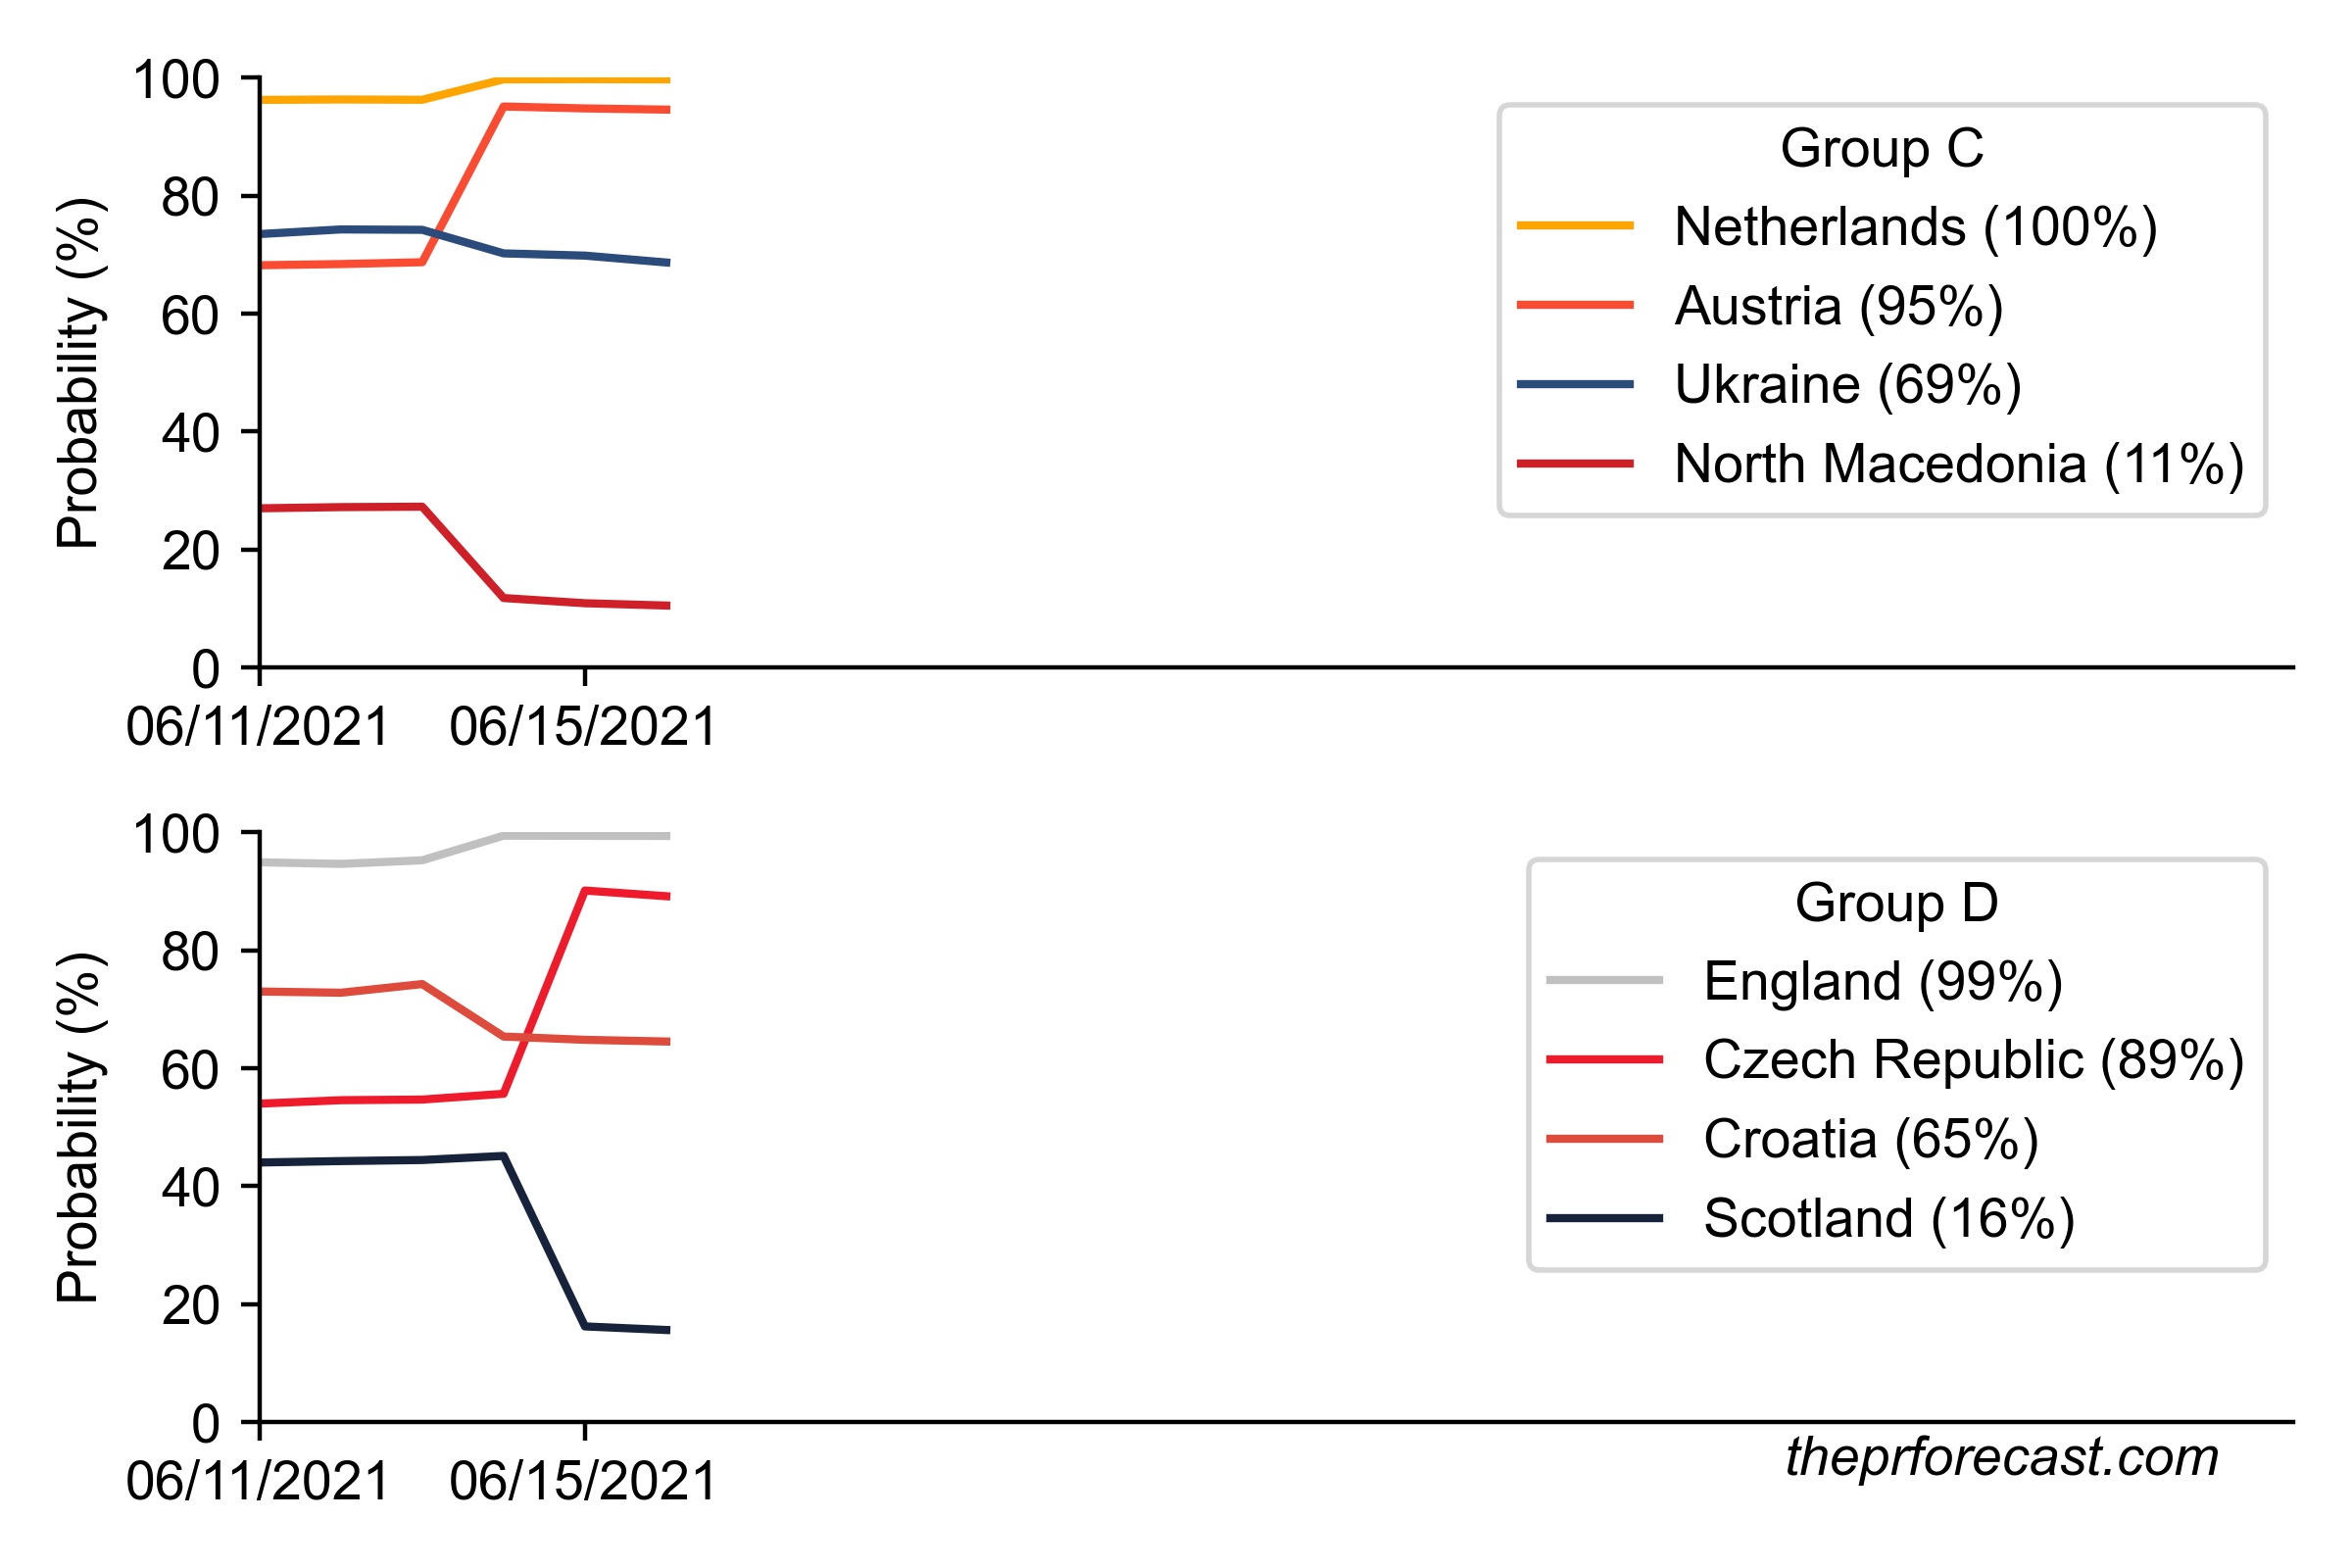 100
80
60
40
20
0
Probability (%)
06/11/2021 06/15/2021
Group C
Netherlands (100%)
Austria (95%)
Ukraine (69%)
North Macedonia (11%)
100
80
60
40
20
0
Probability (%)
06/11/2021 06/15/2021
Group D
England (99%)
Czech Republic (89%)
Croatia (65%)
Scotland (16%)
theprforecast.com